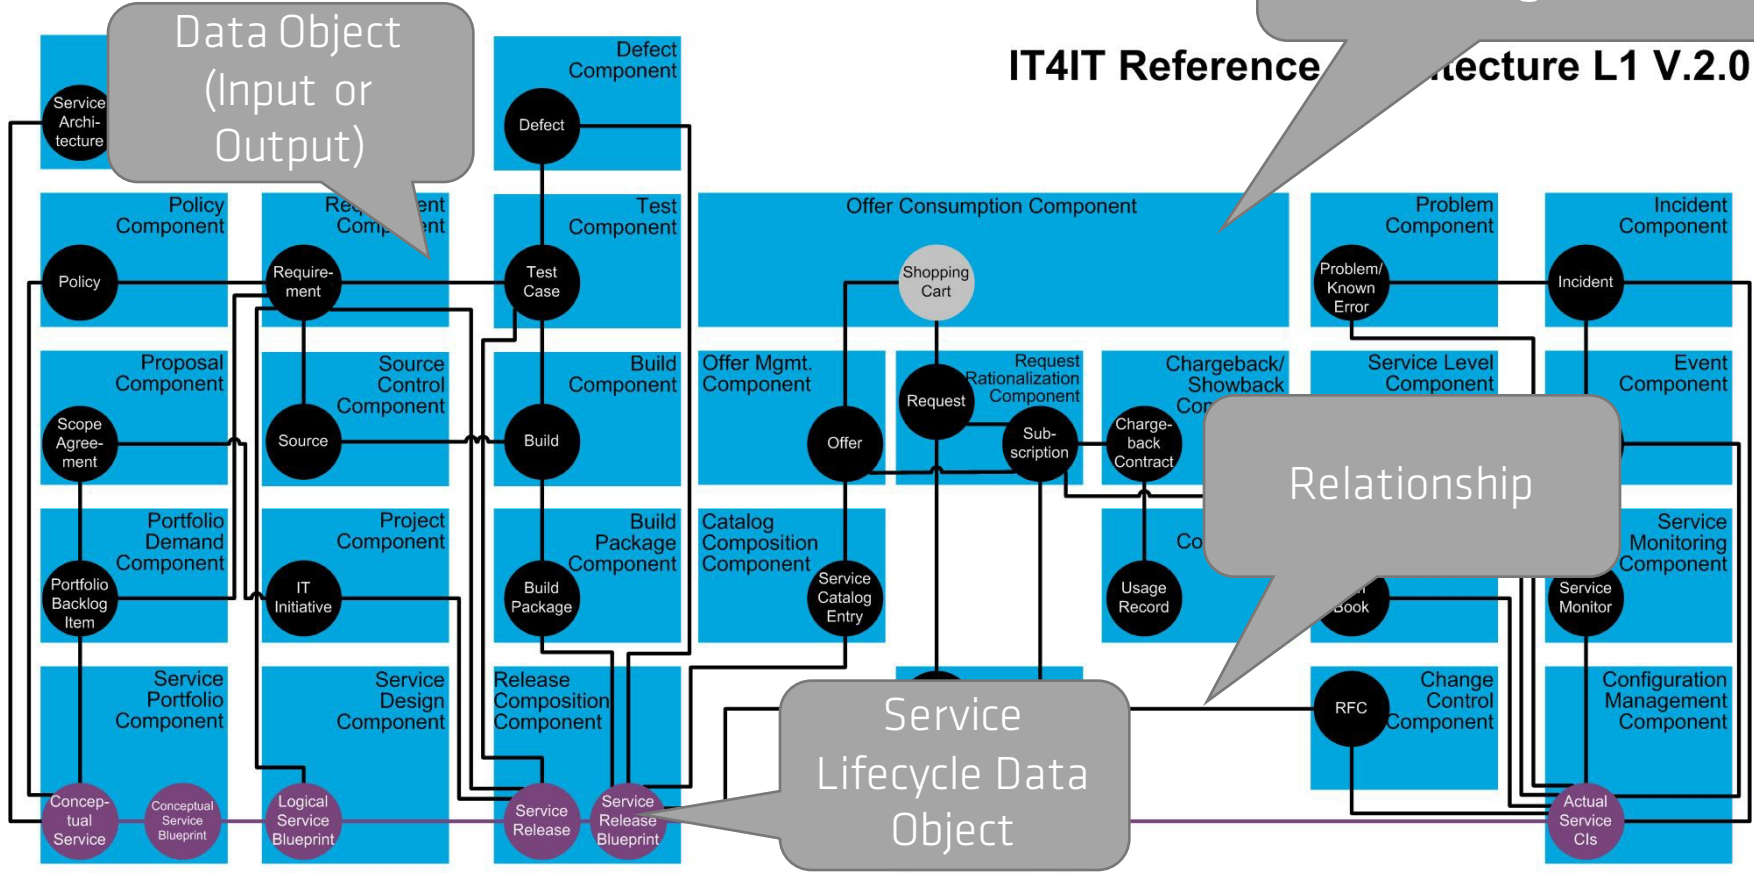 Data Object
(Input or
Output)
IT4IT Reference
tecture L1 V.2.0
Service
Archi-
tecture
Defect
Component
Defect
Policy
Component
Policy
Component
Require-
ment
Test
Component
Test
Case
Offer Consumption Component
Shopping
Cart
Problem
Component
Problem/
Known
Error
Incident
Component
Incident
Proposal
Component
Scope
Agree-
ment
Source
Control
Component
Source
Build
Component
Build
Offer Mgmt.
Component
Offer
Request
Rationalization
Component
Request
Sub-
scription
Chargeback/
Showback
Charge-
back
Contract
Service Level
Component
Event
Component
Relationship
Portfolio
Demand
Component
Portfolio
Backlog
Item
Project
Component
IT
Initiative
Build
Package
Component
Build
Package
Catalog
Composition
Component
Service
Catalog
Entry
Co
Usage
Record
Book
Service
Monitoring
Component
Service
Monitor
Service
Portfolio
Component
Concep-
tual
Service
Conceptual
Service
Blueprint
Service
Design
Component
Logical
Service
Blueprint
Release
Composition
Component
Service
Release
Service
Release
Blueprint
Service
Lifecycle Data
Object
Change
Control
Component
RFC
Configuration
Management
Component
Actual
Service
CIs